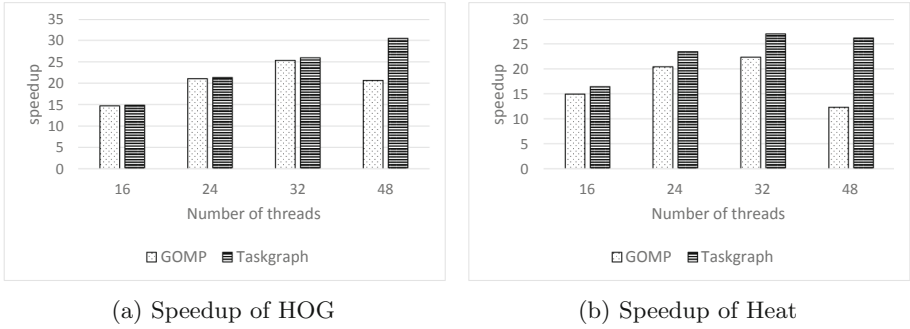 35
30
25
20
15
10
5
0
speedup
16 24 32 48
Number of threads
GOMP Taskgraph
(a) Speedup of HOG
30
25
20
15
10
5
0
speedup
16 24 32 48
Number of threads
GOMP Taskgraph
(b) Speedup of Heat